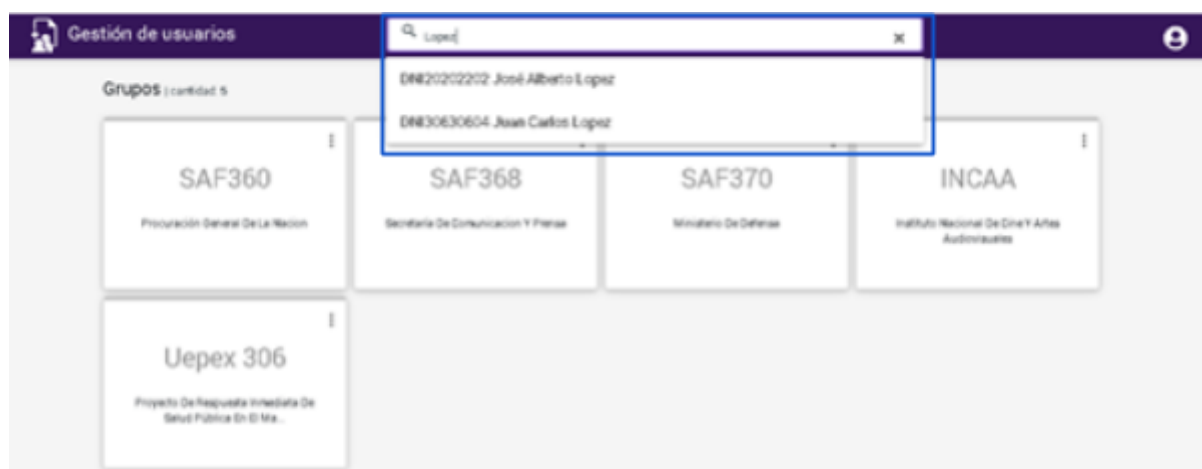 Gestión de usuarios
Lopez
DNI20202202 José Alberto Lopez
DNI30630604 Juan Carlos Lopez
Grupos | cantidad: 5
SAF360
Procuración General De La Nacion
SAF368
Secretaría De Comunicacion Y Prensa
SAF370
Ministerio De Defensa
INCAA
Instituto Nacional De Cine Y Artes
Audiovisuales
Uepex 306
Proyecto De Respuesta Inmediata De
Salud Pública En El Ma...